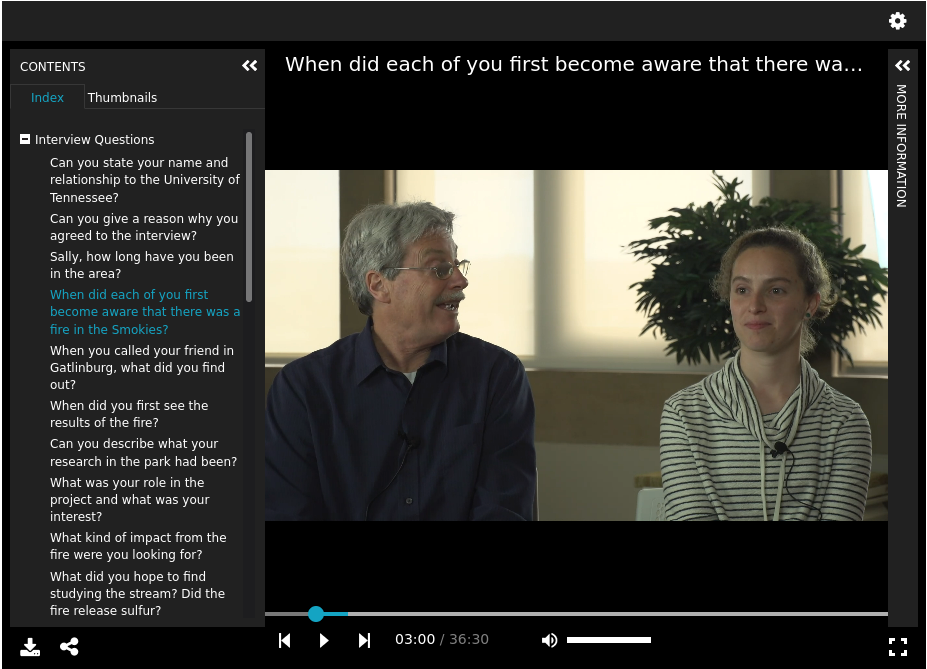 CONTENTS
Index
Thumbnails
Interview Questions
Can you state your name and
relationship to the University of
Tennessee?
Can you give a reason why you
agreed to the interview?
Sally, how long have you been
in the area?
When did each of you first
become aware that there was a
fire in the Smokies?
When you called your friend in
Gatlinburg, what did you find
out?
When did you first see the
results of the fire?
Can you describe what your
research in the park had been?
What was your role in the
project and what was your
interest?
What kind of impact from the
fire were you looking for?
What did you hope to find
studying the stream? Did the
fire release sulfur?
When did each of you first become aware that there wa...
03:00 / 36:30
MORE INFORMATION